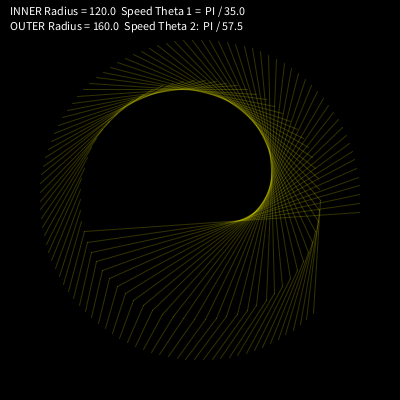 INNER Radius = 120.0 Speed Theta 1 = PI / 35.0
OUTER Radius = 160.0 Speed Theta 2: PI / 57.5